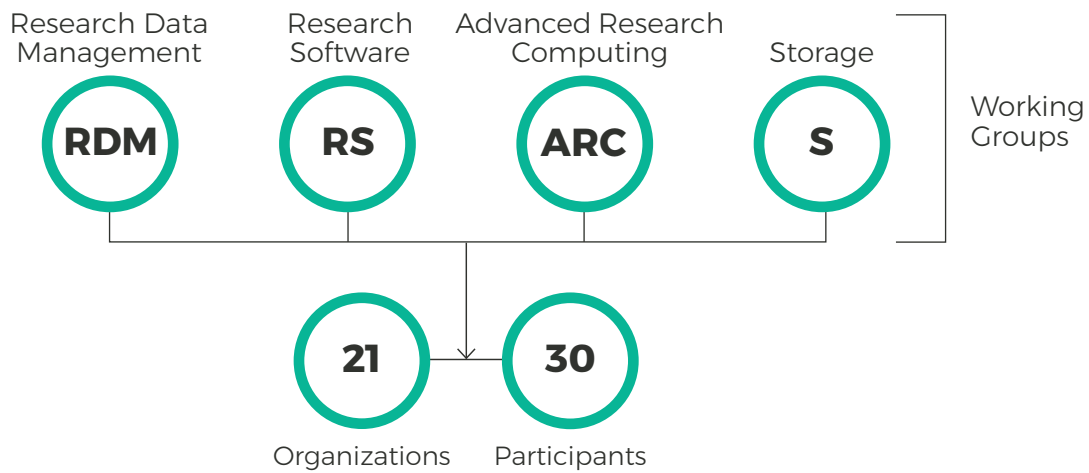 Research Data
Management
Research
Software
Advanced Research
Computing
Storage
RDM
RS
ARC
S
Working
Groups
21
30
Organizations
Participants